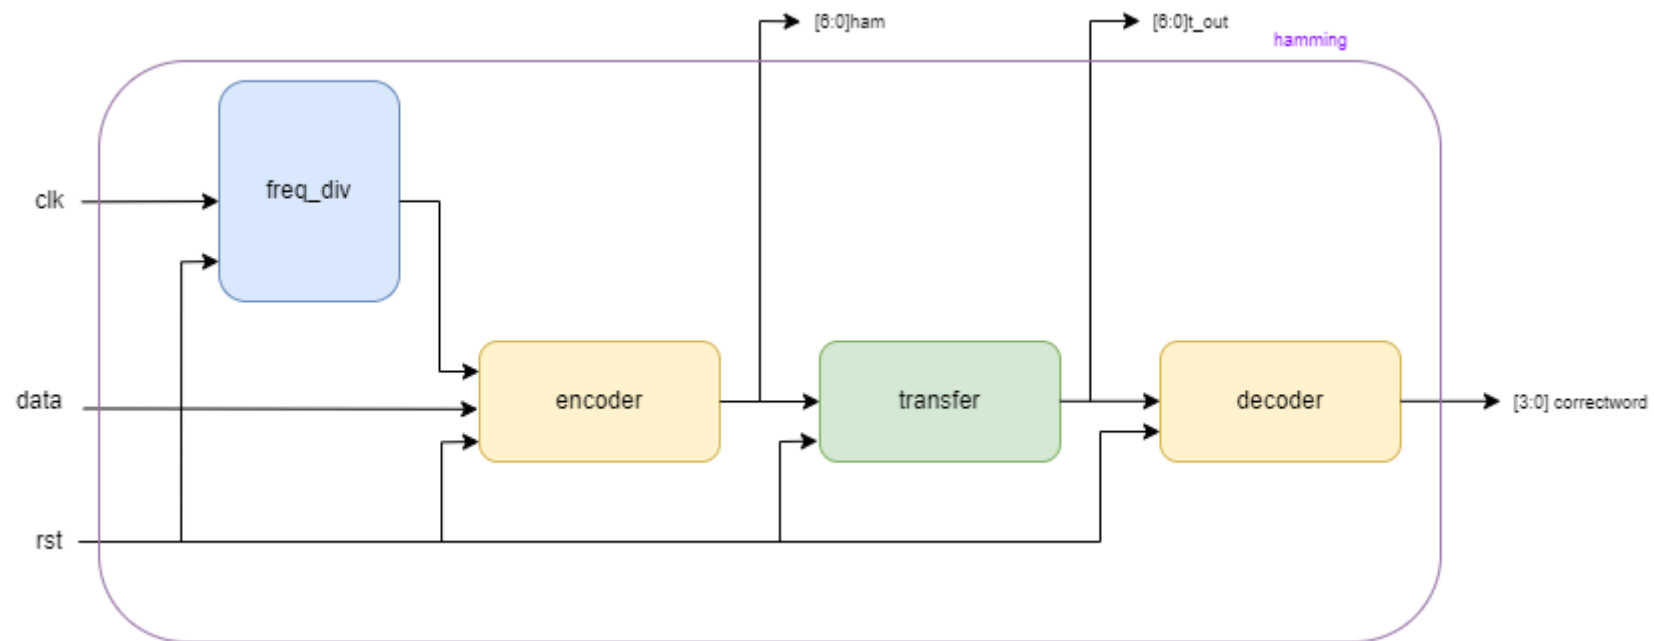 [6:0]ham
[6:0]t_out
hamming
freq_div
clk
data
encoder
transfer
decoder
[3:0] correctword
rst